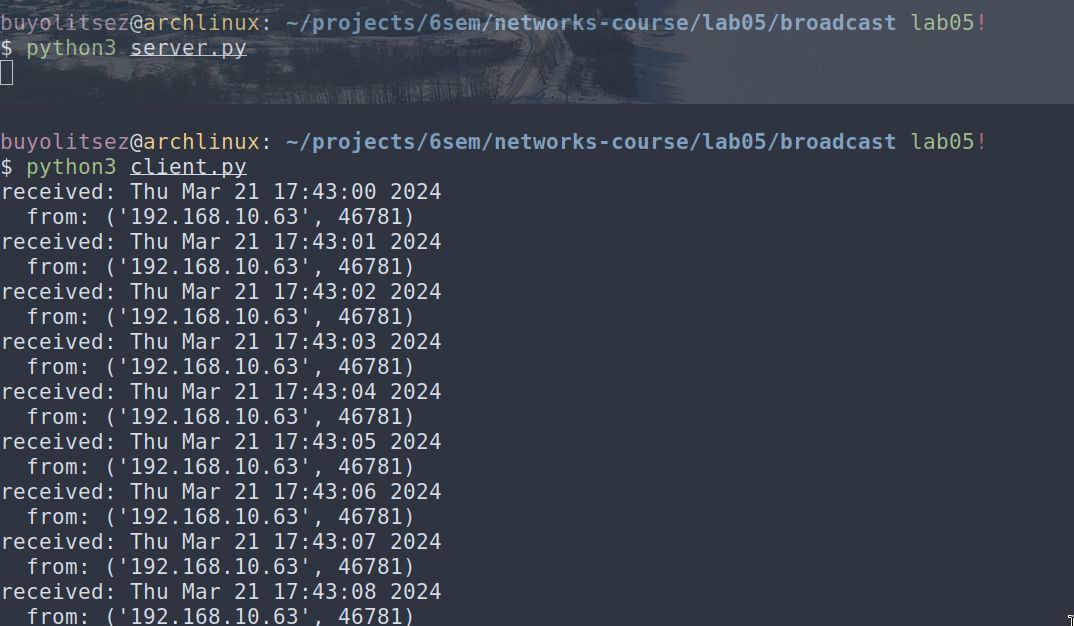 buyolitsez@archlinux: ~/projects/6sem/networks-course/lab05/broadcast lab05!
$ python3 server.py
buyolitsez@archlinux: ~/projects/6sem/networks-course/lab05/broadcast lab05!
$ python3 client.py
received: Thu Mar 21 17:43:00 2024
  from: ('192.168.10.63', 46781)
received: Thu Mar 21 17:43:01 2024
  from: ('192.168.10.63', 46781)
received: Thu Mar 21 17:43:02 2024
  from: ('192.168.10.63', 46781)
received: Thu Mar 21 17:43:03 2024
  from: ('192.168.10.63', 46781)
received: Thu Mar 21 17:43:04 2024
  from: ('192.168.10.63', 46781)
received: Thu Mar 21 17:43:05 2024
  from: ('192.168.10.63', 46781)
received: Thu Mar 21 17:43:06 2024
  from: ('192.168.10.63', 46781)
received: Thu Mar 21 17:43:07 2024
  from: ('192.168.10.63', 46781)
received: Thu Mar 21 17:43:08 2024
  from: ('192.168.10.63', 46781)